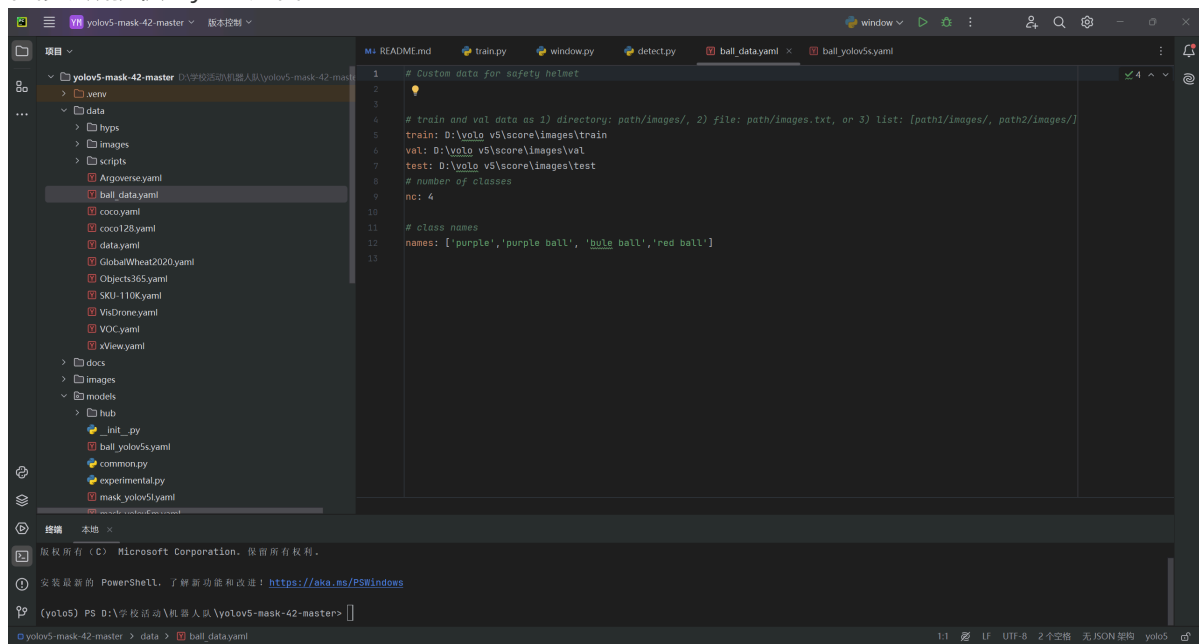 yolov5-mask-42-master 版本控制 window
项目
README.md train.py window.py detect.py ball_data.yaml ball_yolov5s.yaml
yolov5-mask-42-master D:\学校活动\机器人队\yolov5-mask-42-maste
.venv
data
hyps
images
scripts
Argoverse.yaml
ball_data.yaml
coco.yaml
coco128.yaml
data.yaml
GlobalWheat2020.yaml
Objects365.yaml
SKU-110K.yaml
VisDrone.yaml
VOC.yaml
xView.yaml
docs
images
models
hub
__init__.py
ball_yolov5s.yaml
common.py
experimental.py
mask_yolov5l.yaml
mask_yolov5m.yaml
1 # Custom data for safety helmet
2
3
4 # train and val data as 1) directory: path/images/, 2) file: path/images.txt, or 3) list: [path1/images/, path2/images/]
5 train: D:\volo v5\score\images\train
6 val: D:\volo v5\score\images\val
7 test: D:\volo v5\score\images\test
8 # number of classes
9 nc: 4
10
11 # class names
12 names: ['purple','purple ball', 'bule ball','red ball']
13
4
终端 本地
版权所有 (C) Microsoft Corporation。保留所有权利。
安装最新的 PowerShell，了解新功能和改进！https://aka.ms/PSWindows
(yolo5) PS D:\学校活动\机器人队\yolov5-mask-42-master>
yolov5-mask-42-master > data > ball_data.yaml 1:1 LF UTF-8 2个空格 无 JSON 架构 yolo5